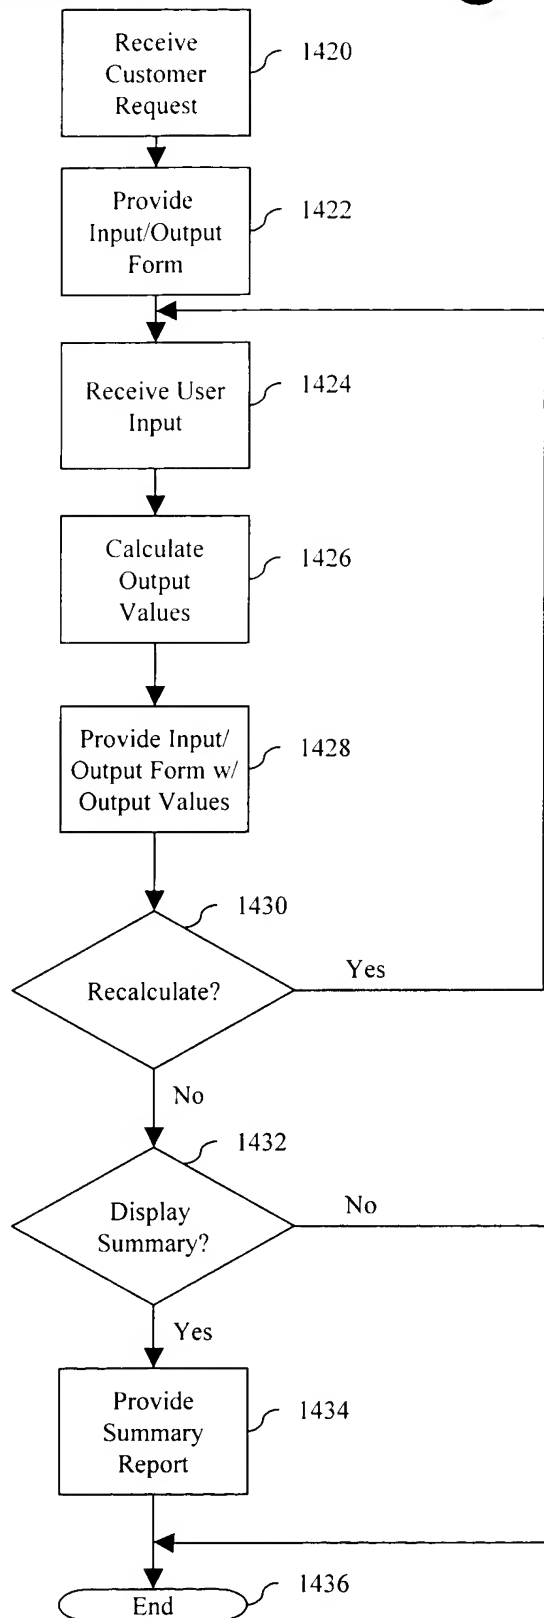 Receive
Customer
Request
1420
Provide
Input/Output
Form
1422
Receive User
Input
1424
Calculate
Output
Values
1426
Provide Input/
Output Form w/
Output Values
1428
1430
Recalculate?
Yes
No
1432
Display
Summary?
No
Yes
Provide
Summary
Report
1434
1436
End